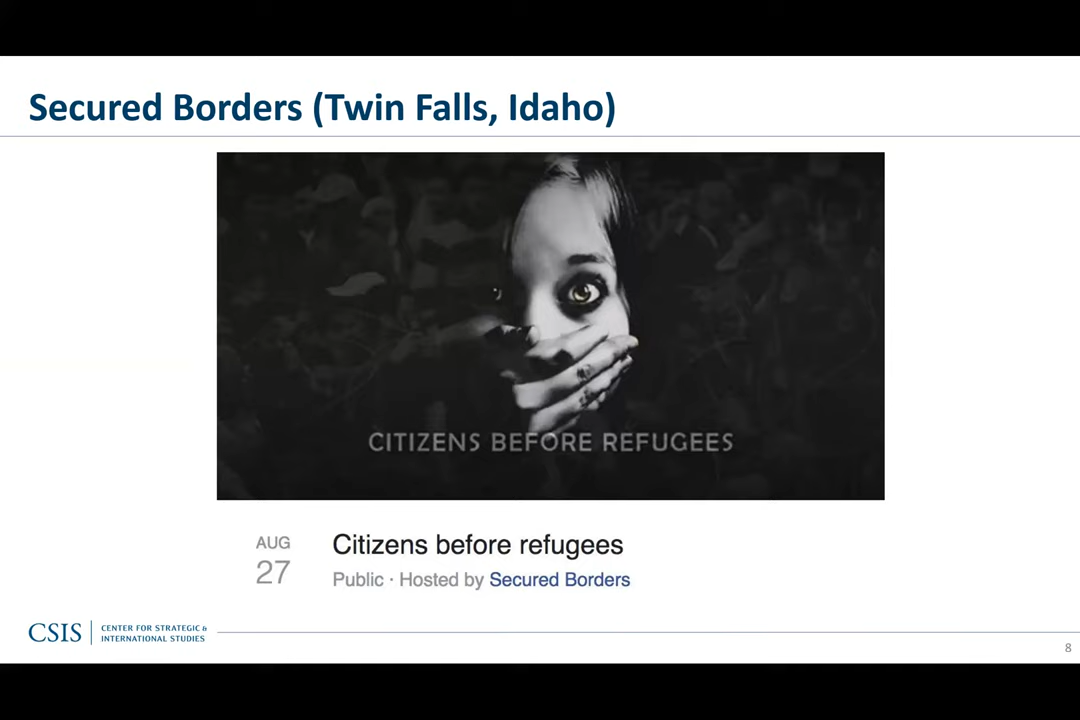 Secured Borders (Twin Falls, Idaho)
CITIZENS BEFORE REFUGEES
AUG
27
Citizens before refugees
Public · Hosted by Secured Borders
CSIS
CENTER FOR STRATEGIC &
INTERNATIONAL STUDIES
8